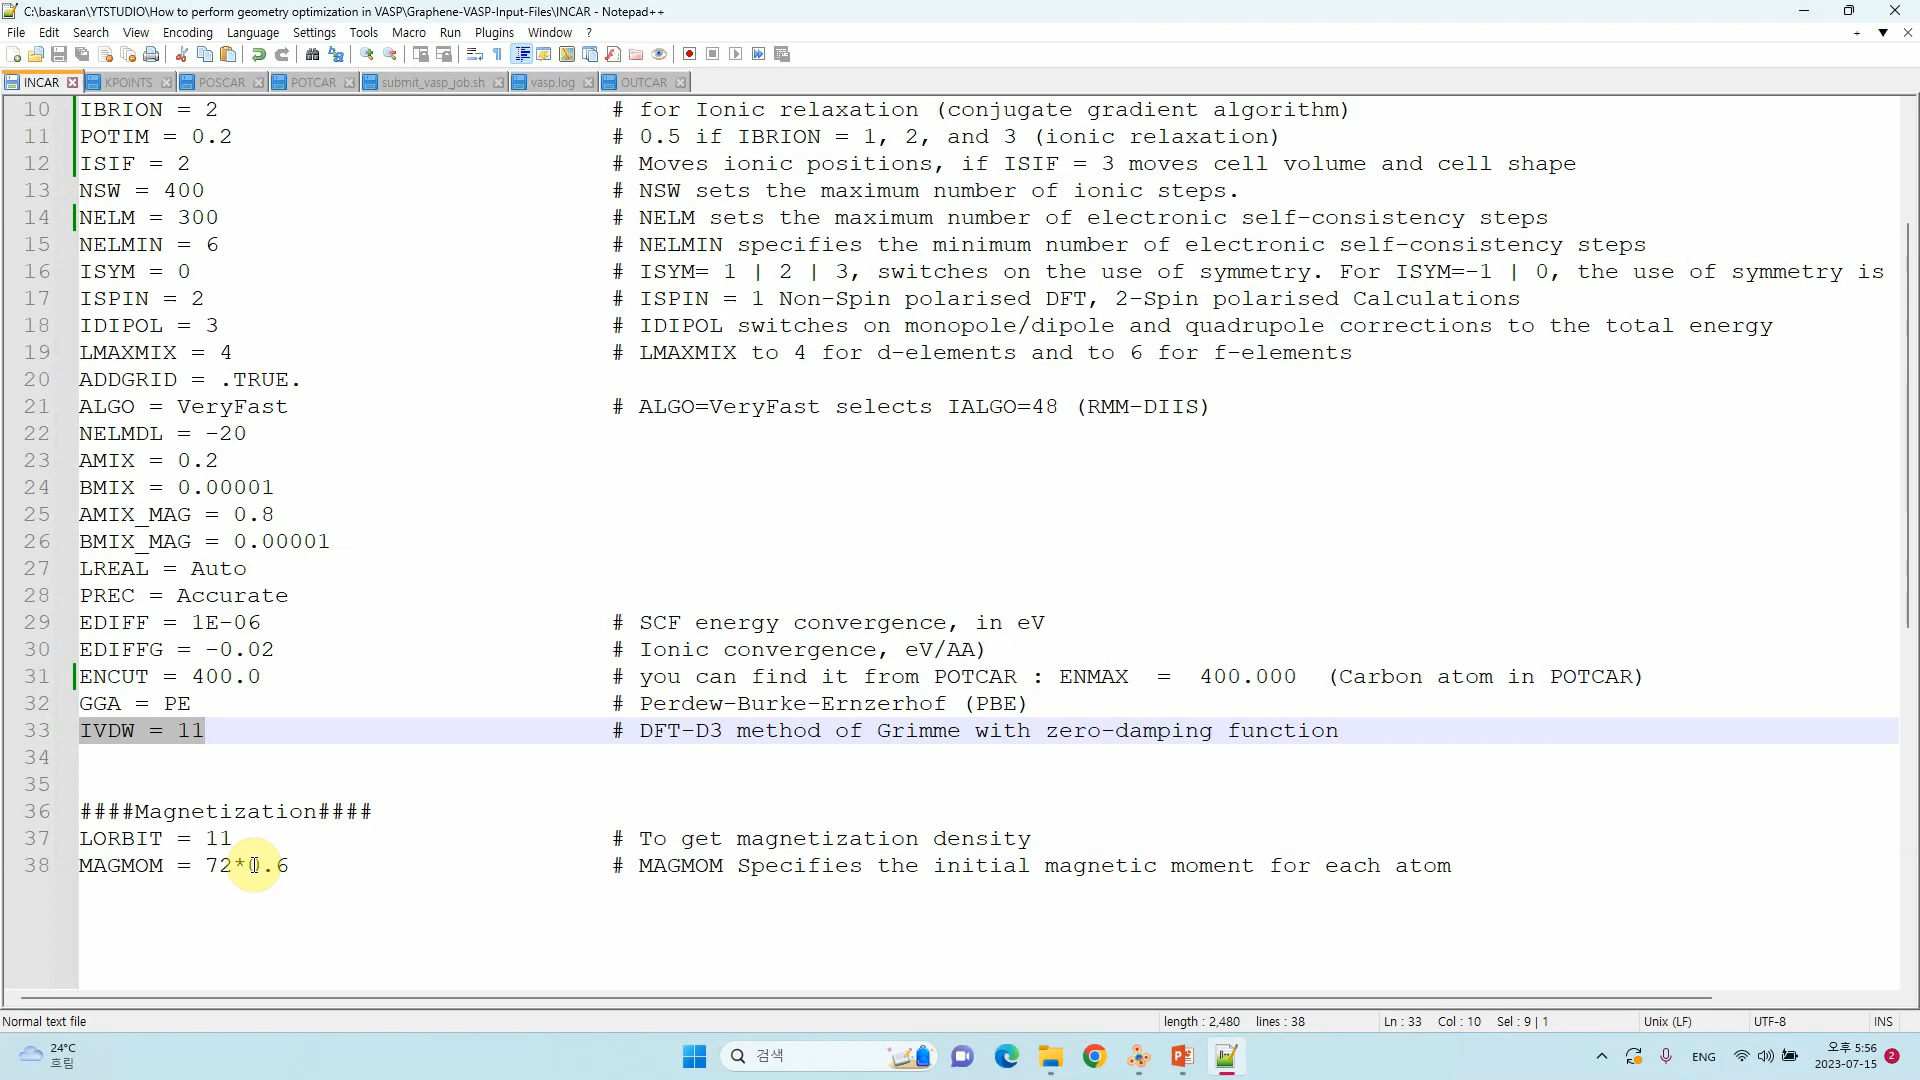 C:\baskaran\YTSTUDIO\How to perform geometry optimization in VASP\Graphene-VASP-Input-Files\INCAR - Notepad++
File Edit Search View Encoding Language Settings Tools Macro Run Plugins Window ?
INCAR KPOINTS POSCAR POTCAR submit_vasp_job.sh vasp.log OUTCAR
10 IBRION = 2 # for Ionic relaxation (conjugate gradient algorithm)
11 POTIM = 0.2 # 0.5 if IBRION = 1, 2, and 3 (ionic relaxation)
12 ISIF = 2 # Moves ionic positions, if ISIF = 3 moves cell volume and cell shape
13 NSW = 400 # NSW sets the maximum number of ionic steps.
14 NELM = 300 # NELM sets the maximum number of electronic self-consistency steps
15 NELMIN = 6 # NELMIN specifies the minimum number of electronic self-consistency steps
16 ISYM = 0 # ISYM= 1 | 2 | 3, switches on the use of symmetry. For ISYM=-1 | 0, the use of symmetry is
17 ISPIN = 2 # ISPIN = 1 Non-Spin polarised DFT, 2-Spin polarised Calculations
18 IDIPOL = 3 # IDIPOL switches on monopole/dipole and quadrupole corrections to the total energy
19 LMAXMIX = 4 # LMAXMIX to 4 for d-elements and to 6 for f-elements
20 ADDGRID = .TRUE.
21 ALGO = VeryFast # ALGO=VeryFast selects IALGO=48 (RMM-DIIS)
22 NELMDL = -20
23 AMIX = 0.2
24 BMIX = 0.00001
25 AMIX_MAG = 0.8
26 BMIX_MAG = 0.00001
27 LREAL = Auto
28 PREC = Accurate
29 EDIFF = 1E-06 # SCF energy convergence, in eV
30 EDIFFG = -0.02 # Ionic convergence, eV/AA)
31 ENCUT = 400.0 # you can find it from POTCAR : ENMAX = 400.000 (Carbon atom in POTCAR)
32 GGA = PE # Perdew-Burke-Ernzerhof (PBE)
33 IVDW = 11 # DFT-D3 method of Grimme with zero-damping function
34
35
36 ####Magnetization####
37 LORBIT = 11 # To get magnetization density
38 MAGMOM = 72*0.6 # MAGMOM Specifies the initial magnetic moment for each atom
Normal text file length : 2,480 lines : 38 Ln : 33 Col : 10 Sel : 9 | 1 Unix (LF) UTF-8 INS
24°C
흐림
검색
ENG
오후 5:56
2023-07-15
2